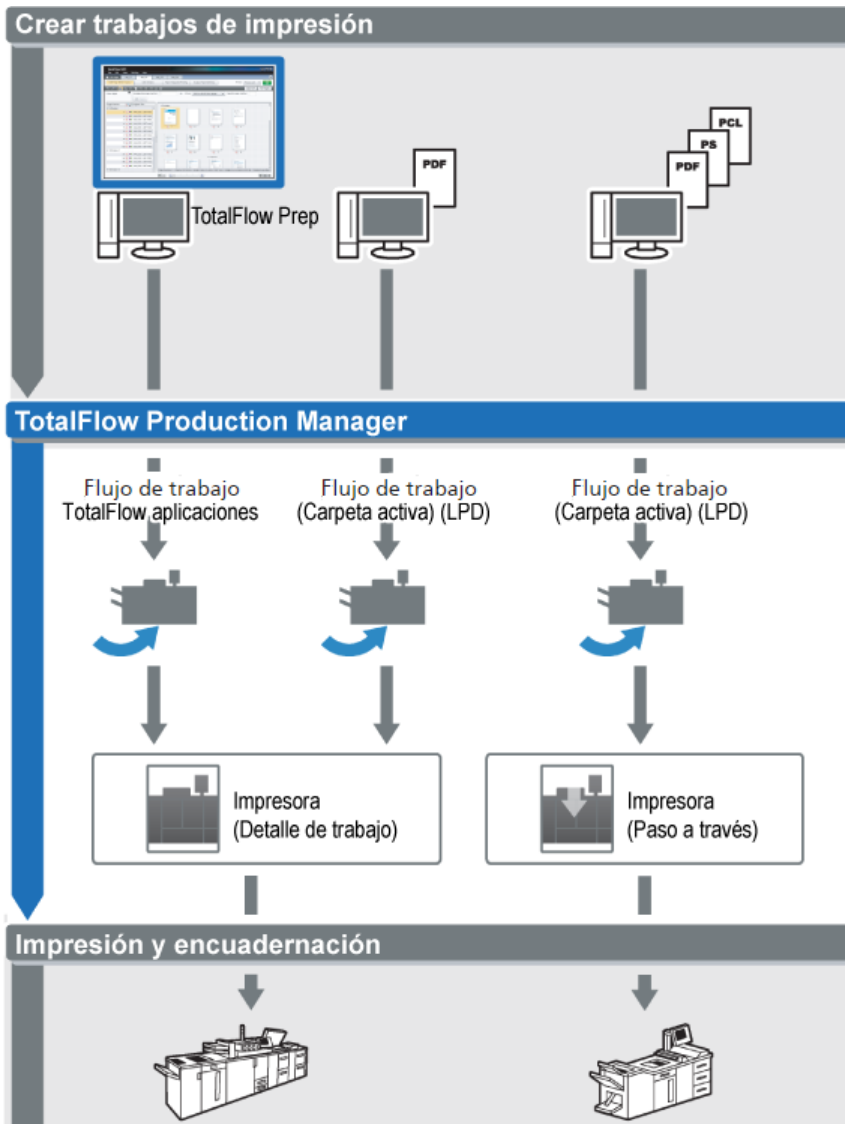 Crear trabajos de impresión
PCL
PS
PDF
PDF
TotalFlow Prep
TotalFlow Production Manager
Flujo de trabajo
TotalFlow aplicaciones
Flujo de trabajo
(Carpeta activa) (LPD)
Flujo de trabajo
(Carpeta activa) (LPD)
Impresora
(Detalle de trabajo)
Impresora
(Paso a través)
Impresión y encuadernación